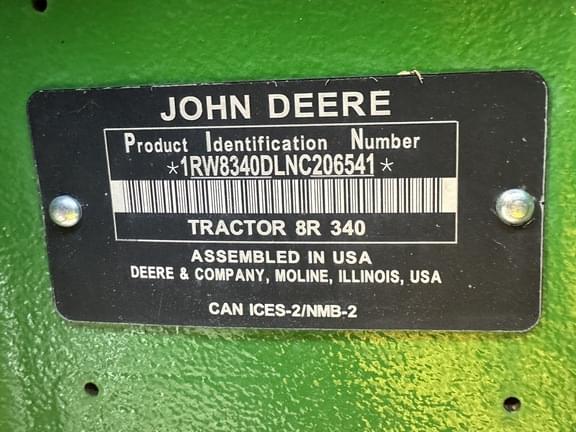 JOHN DEERE
Product Identification Number
*1RW8340DLNC206541*
TRACTOR 8R 340
ASSEMBLED IN USA
DEERE & COMPANY, MOLINE, ILLINOIS, USA
CAN ICES-2/NMB-2